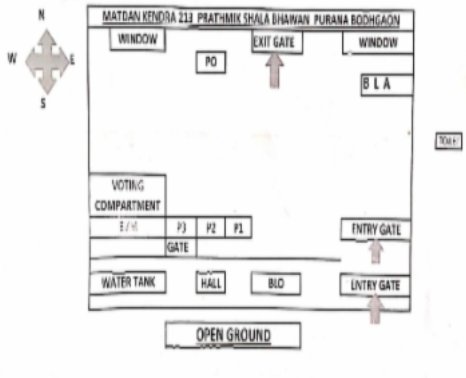 N
MATDAN KENDRA 213 PRATHMIK SHALA BHAWAN PURANA BODHGAON
WINDOW EXIT GATE WINDOW
PO
W E
B L A
S
VOTING
COMPARTMENT
P3 P2 P1
GATE
ENTRY GATE
WATER TANK HALL BLO ENTRY GATE
OPEN GROUND